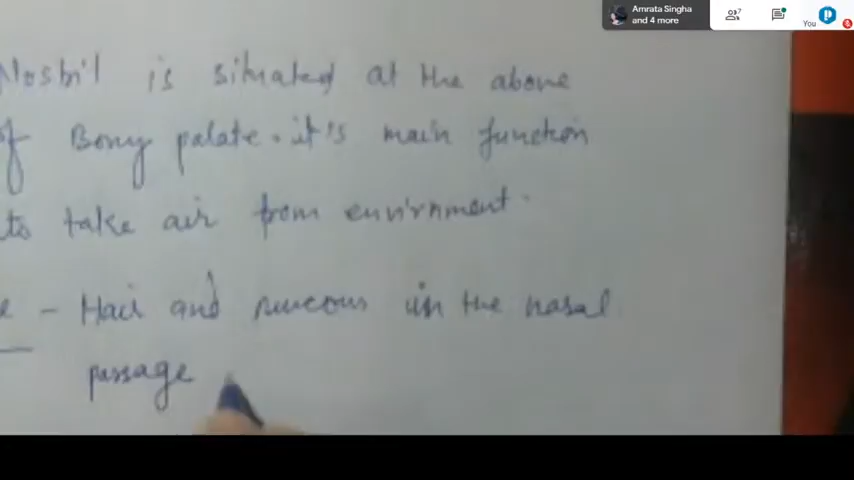 Amrata Singha
and 4 more
7
You
Nostril is situated at the above
of Bony palate. it's main function
to take air from envirnment.
e - Hair and mucous in the nasal
passage